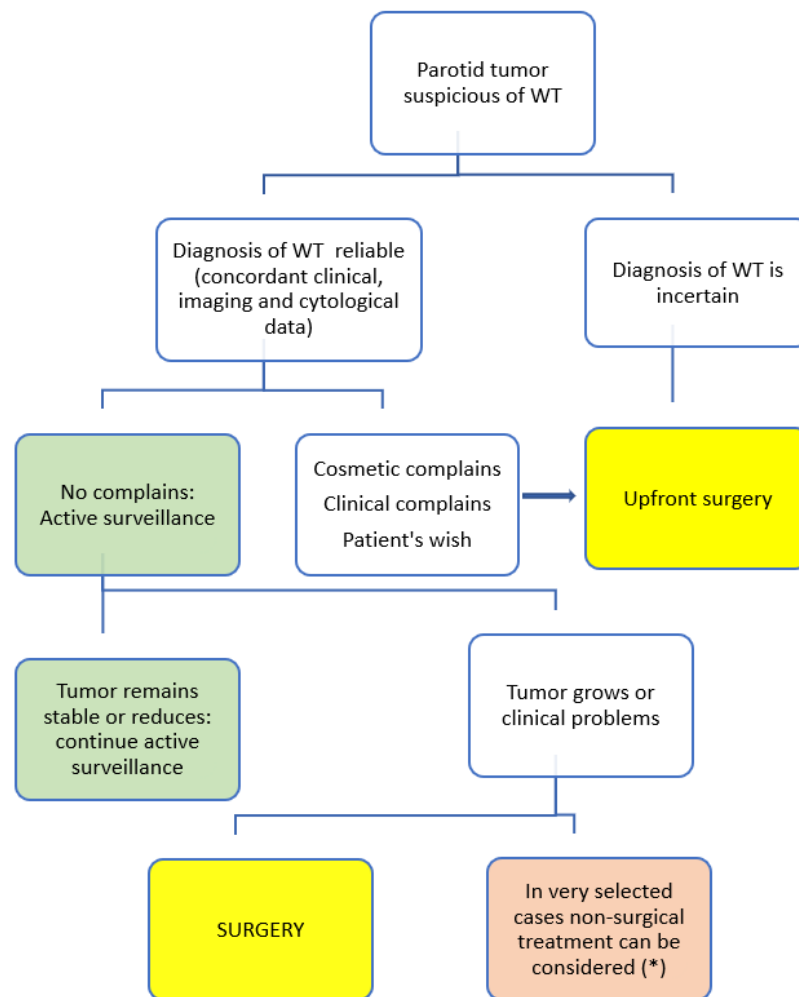 Parotid tumor
suspicious of WT
Diagnosis of WT reliable
(concordant clinical,
imaging and cytological
data)
Diagnosis of WT is
incertain
No complains:
Active surveillance
Cosmetic complains
Clinical complains
Patient's wish
Upfront surgery
Tumor remains
stable or reduces:
continue active
surveillance
Tumor grows or
clinical problems
SURGERY
In very selected
cases non-surgical
treatment can be
considered (*)